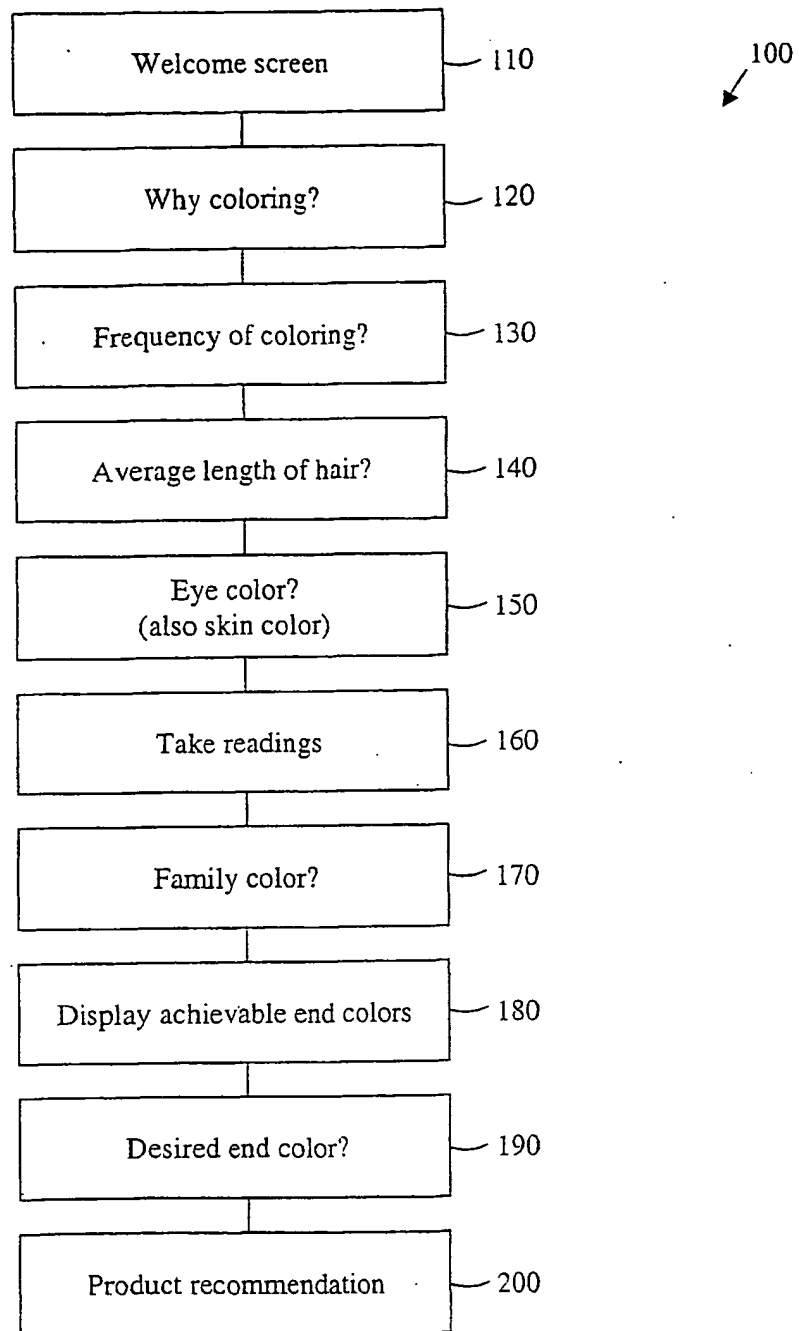 100
Welcome screen 110
Why coloring? 120
Frequency of coloring? 130
Average length of hair? 140
Eye color?
(also skin color) 150
Take readings 160
Family color? 170
Display achievable end colors 180
Desired end color? 190
Product recommendation 200